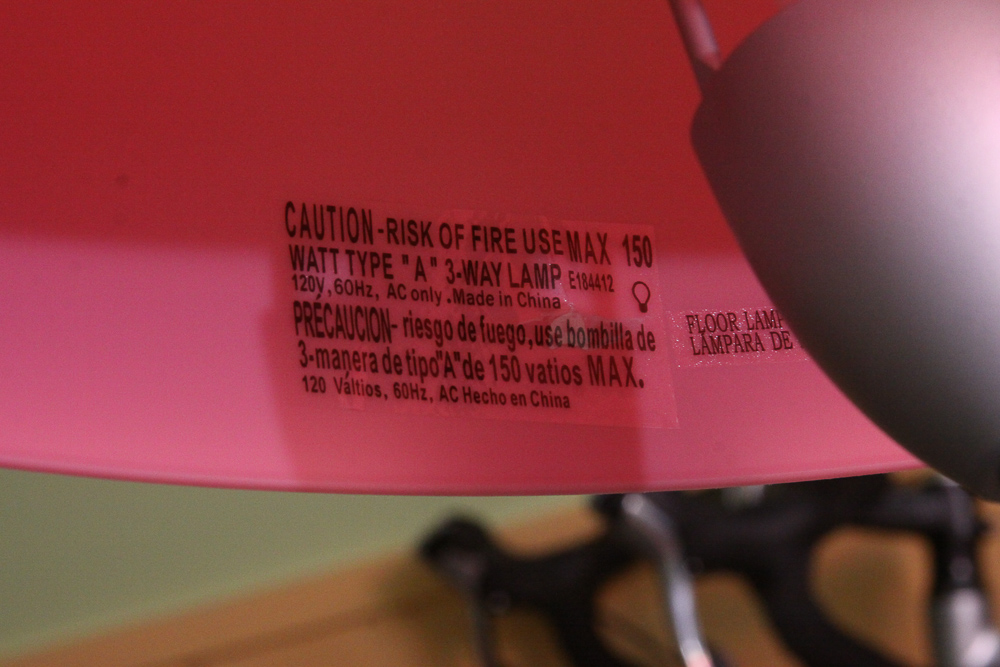 CAUTION-RISK OF FIRE USE MAX 150
WATT TYPE "A" 3-WAY LAMP E184412
120V, 60Hz, AC only .Made in China
PRÉCAUCION- riesgo de fuego,use bombilla de
3-manera de tipo"A"de 150 vatios MAX.
120 Váltios, 60Hz, AC Hecho en China
FLOOR LAMP
LÁMPARA DE